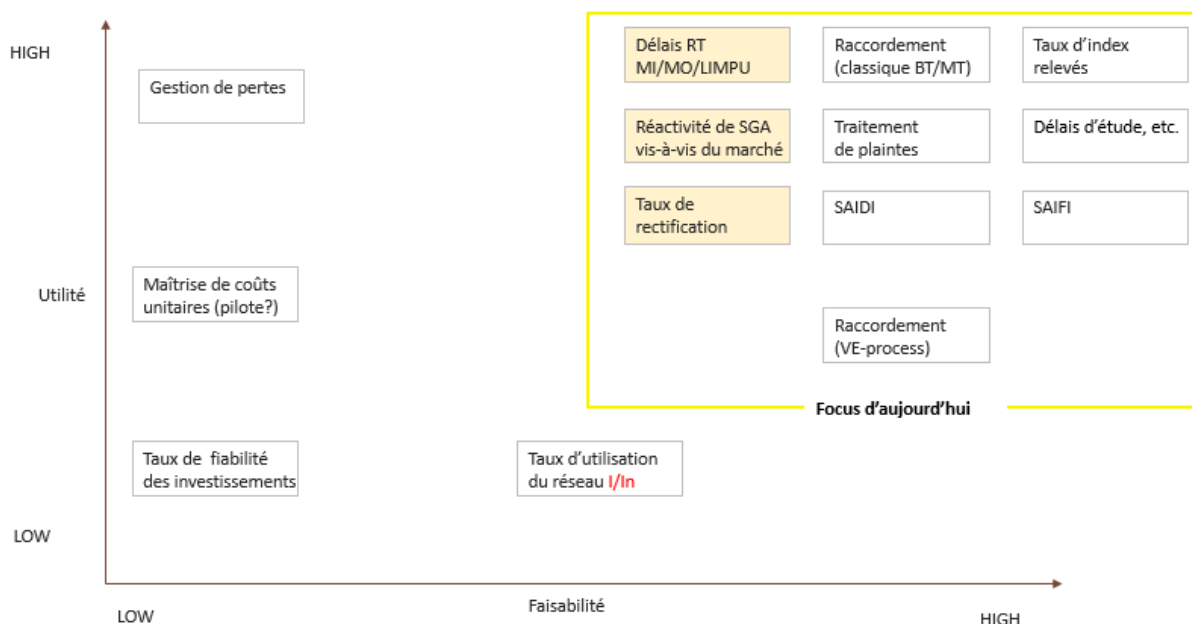 HIGH
Délais RT
MI/MO/LIMPU
Raccordement
(classique BT/MT)
Taux d’index
relevés
Gestion de pertes
Réactivité de SGA
vis-à-vis du marché
Traitement
de plaintes
Délais d’étude, etc.
Taux de
rectification
SAIDI
SAIFI
Utilité
Maîtrise de coûts
unitaires (pilote?)
Raccordement
(VE-process)
Focus d’aujourd’hui
Taux de fiabilité
des investissements
Taux d’utilisation
du réseau I/In
LOW
LOW
Faisabilité
HIGH